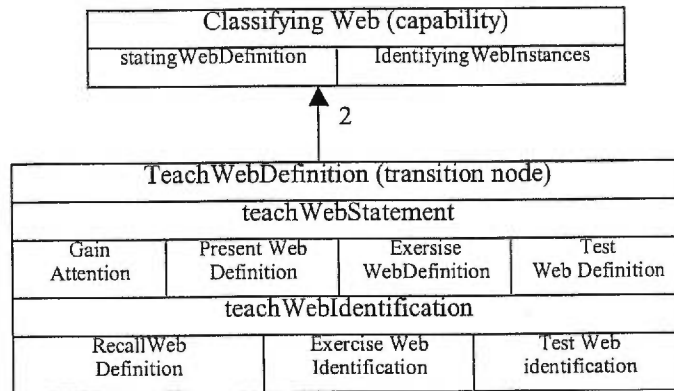 Classifying Web (capability)
statingWebDefinition
IdentifyingWebInstances
2
TeachWebDefinition (transition node)
teachWebStatement
Gain
Attention
Present Web
Definition
Exersise
WebDefinition
Test
Web Definition
teachWebIdentification
RecallWeb
Definition
Exercise Web
Identification
Test Web
identification